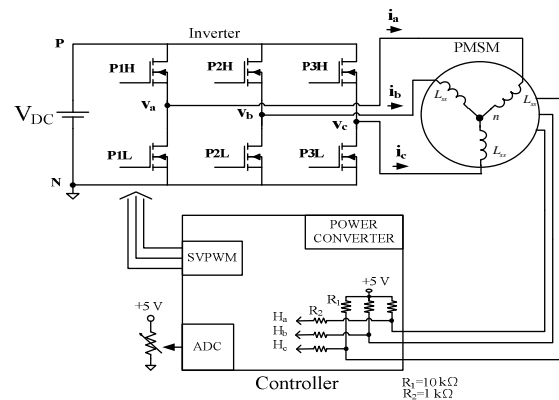 Inverter
i_a
P
PMSM
P1H
P2H
P3H
V_DC
v_a
v_b
v_c
i_b
L_ss
L_ss
n
L_ss
P1L
P2L
P3L
i_c
N
POWER
CONVERTER
SVPWM
+5 V
+5 V
R_1
R_2
H_a
H_b
H_c
ADC
Controller
R_1=10 kΩ
R_2=1 kΩ